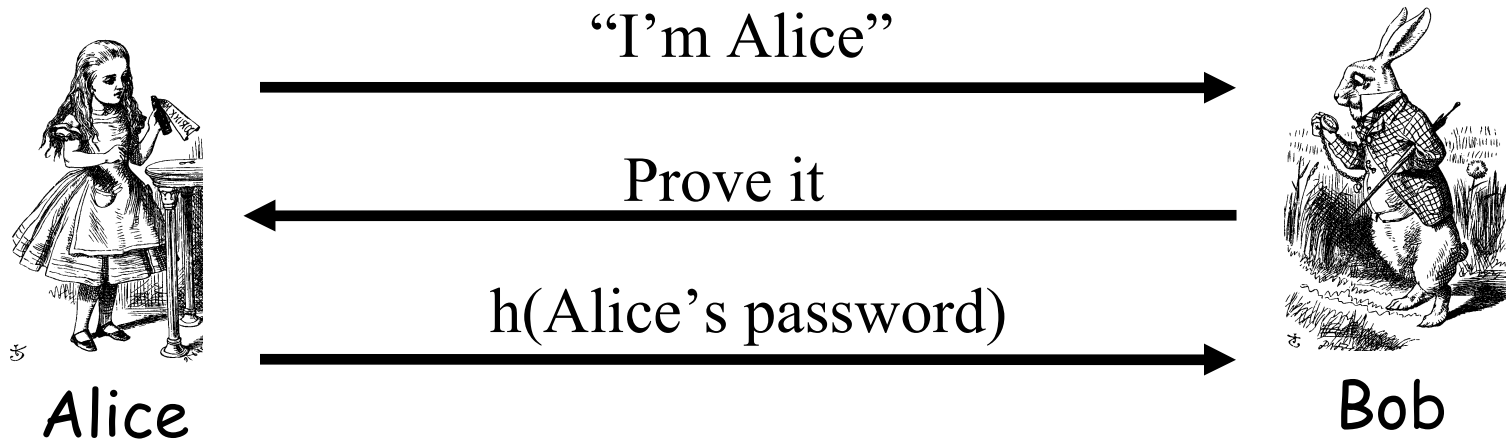 “I’m Alice”
Prove it
h(Alice’s password)
Alice
Bob